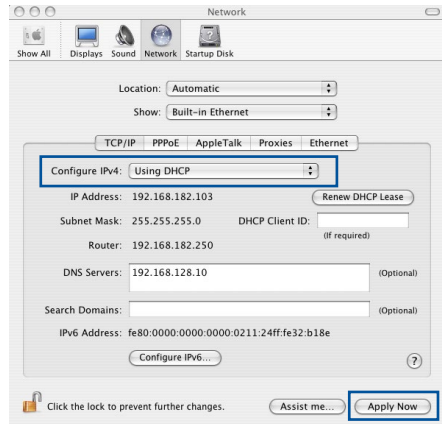 Network
Show All Displays Sound Network Startup Disk
Location: Automatic
Show: Built-in Ethernet
TCP/IP PPPoE AppleTalk Proxies Ethernet
Configure IPv4: Using DHCP
IP Address: 192.168.182.103 Renew DHCP Lease
Subnet Mask: 255.255.255.0 DHCP Client ID:
(If required)
Router: 192.168.182.250
DNS Servers: 192.168.128.10 (Optional)
Search Domains: (Optional)
IPv6 Address: fe80:0000:0000:0000:0211:24ff:fe32:b18e
Configure IPv6...
?
Click the lock to prevent further changes. Assist me... Apply Now